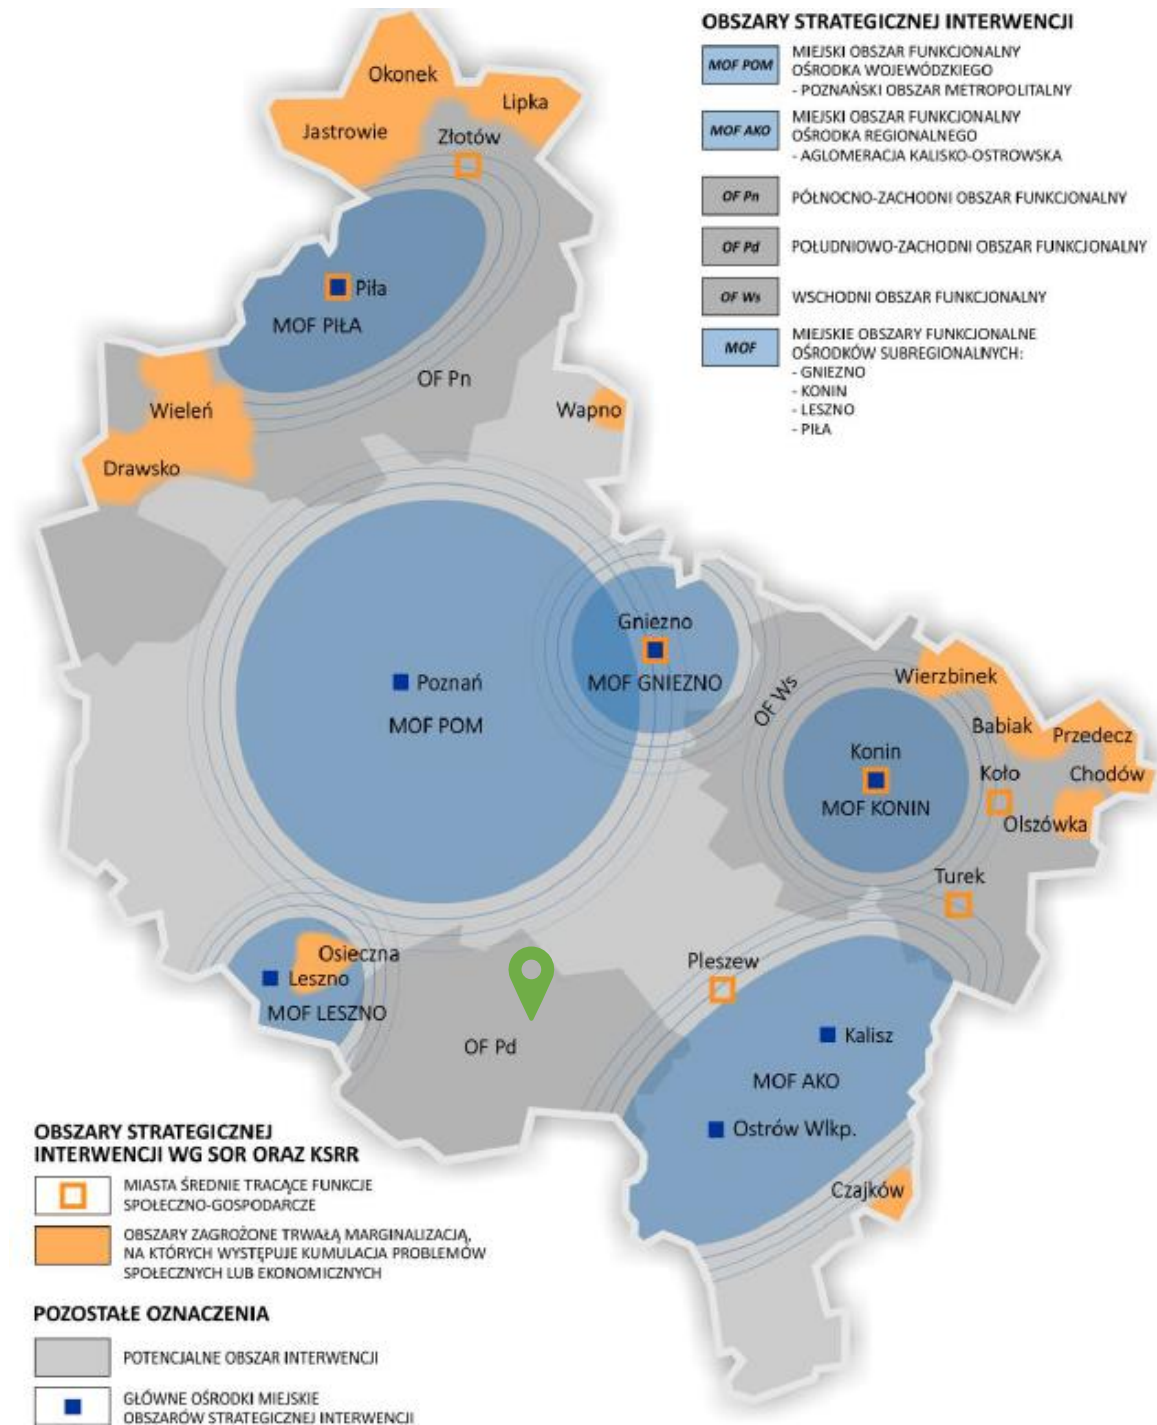 OBSZARY STRATEGICZNEJ INTERWENCJI
MOF POM
MIEJSKI OBSZAR FUNKCJONALNY
OŚRODKA WOJEWÓDZKIEGO
- POZNAŃSKI OBSZAR METROPOLITALNY
MOF AKO
MIEJSKI OBSZAR FUNKCJONALNY
OŚRODKA REGIONALNEGO
- AGLOMERACJA KALISKO-OSTROWSKA
OF Pn
PÓŁNOCNO-ZACHODNI OBSZAR FUNKCJONALNY
OF Pd
POŁUDNIOWO-ZACHODNI OBSZAR FUNKCJONALNY
OF Ws
WSCHODNI OBSZAR FUNKCJONALNY
MOF
MIEJSKIE OBSZARY FUNKCJONALNE
OŚRODKÓW SUBREGIONALNYCH:
- GNIEZNO
- KONIN
- LESZNO
- PIŁA
Okonek
Lipka
Jastrowie
Złotów
Piła
MOF PIŁA
OF Pn
Wieleń
Wapno
Drawsko
Gniezno
MOF GNIEZNO
Poznań
MOF POM
OF Ws
Wierzbinek
Babiak
Przedecz
Konin
Koło
Chodów
MOF KONIN
Olszówka
Turek
Osieczna
Leszno
MOF LESZNO
Pleszew
OF Pd
Kalisz
MOF AKO
Ostrów Wlkp.
Czajków
OBSZARY STRATEGICZNEJ
INTERWENCJI WG SOR ORAZ KSRR
MIASTA ŚREDNIE TRACĄCE FUNKCJE
SPOŁECZNO-GOSPODARCZE
OBSZARY ZAGROŻONE TRWAŁĄ MARGINALIZACJĄ,
NA KTÓRYCH WYSTĘPUJE KUMULACJA PROBLEMÓW
SPOŁECZNYCH LUB EKONOMICZNYCH
POZOSTAŁE OZNACZENIA
POTENCJALNE OBSZAR INTERWENCJI
GŁÓWNE OŚRODKI MIEJSKIE
OBSZARÓW STRATEGICZNEJ INTERWENCJI